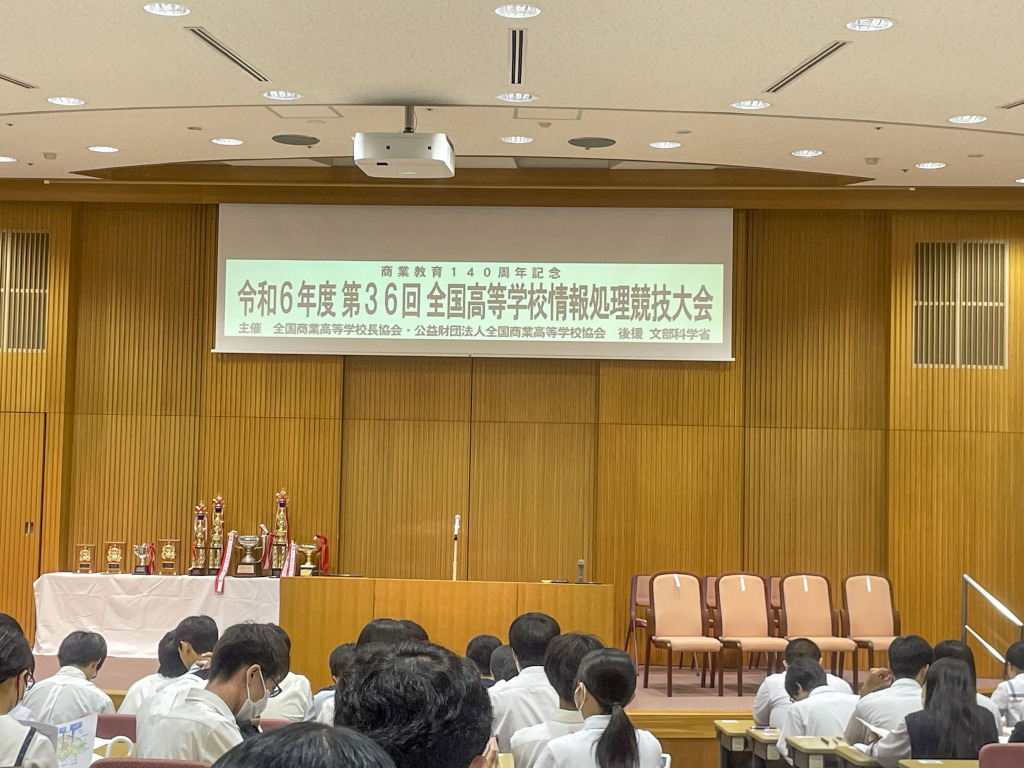 商業教育140周年記念
令和6年度 第36回 全国高等学校情報処理競技大会
主催 全国商業高等学校長協会・公益財団法人全国商業高等学校協会 後援 文部科学省